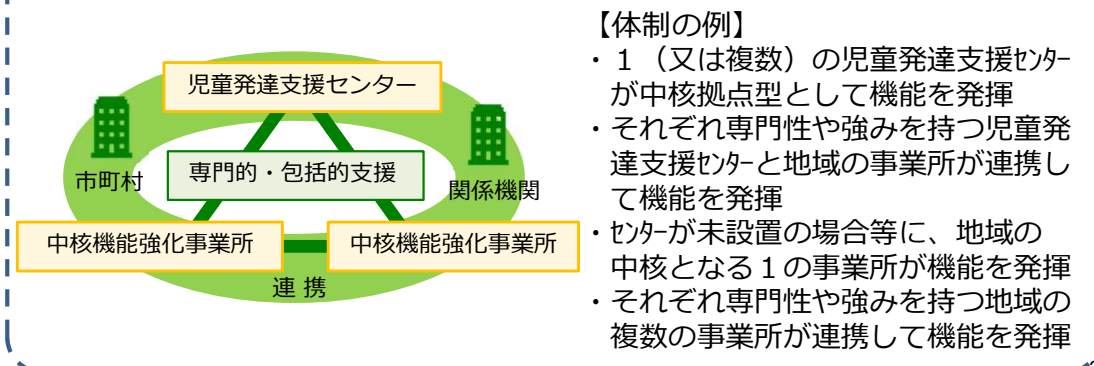 児童発達支援センター
市町村
専門的・包括的支援
関係機関
中核機能強化事業所
中核機能強化事業所
連 携
【体制の例】
・１（又は複数）の児童発達支援ｾﾝﾀｰ
が中核拠点型として機能を発揮
・それぞれ専門性や強みを持つ児童発
達支援ｾﾝﾀｰと地域の事業所が連携し
て機能を発揮
・ｾﾝﾀｰが未設置の場合等に、地域の
中核となる１の事業所が機能を発揮
・それぞれ専門性や強みを持つ地域の
複数の事業所が連携して機能を発揮